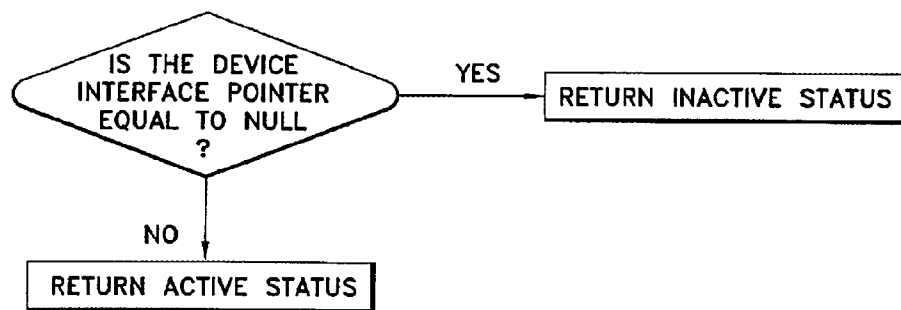 IS THE DEVICE
INTERFACE POINTER
EQUAL TO NULL
?
YES
RETURN INACTIVE STATUS
NO
RETURN ACTIVE STATUS